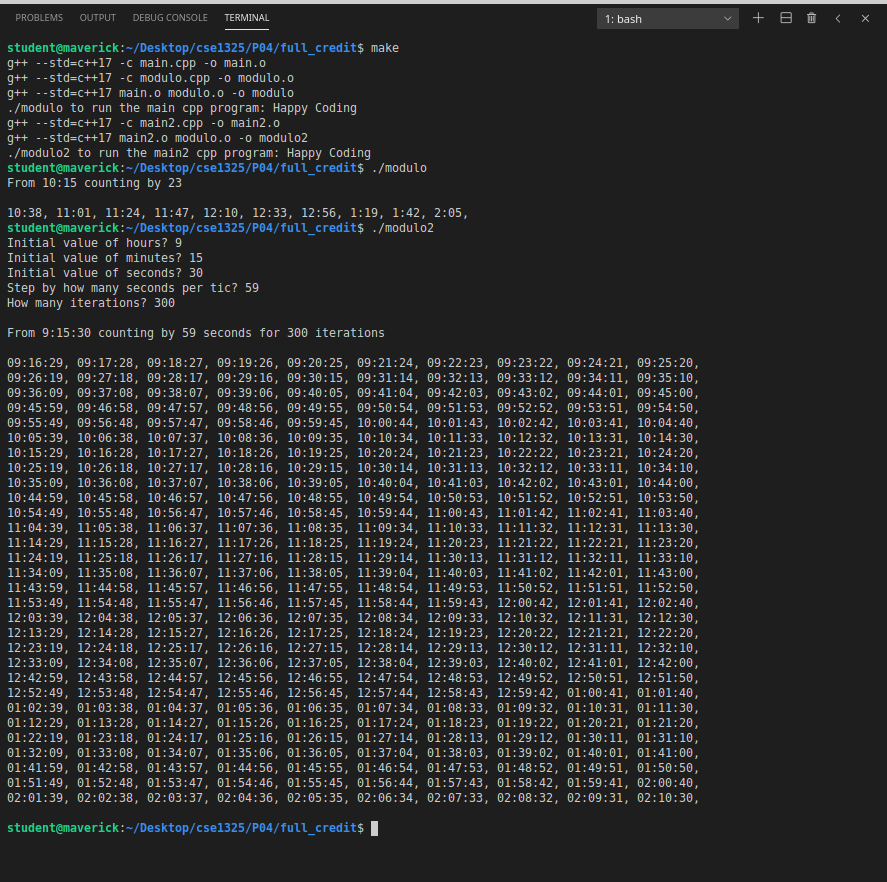 PROBLEMS OUTPUT DEBUG CONSOLE TERMINAL 1: bash
student@maverick:~/Desktop/cse1325/P04/full_credit$ make
g++ --std=c++17 -c main.cpp -o main.o
g++ --std=c++17 -c modulo.cpp -o modulo.o
g++ --std=c++17 main.o modulo.o -o modulo
./modulo to run the main cpp program: Happy Coding
g++ --std=c++17 -c main2.cpp -o main2.o
g++ --std=c++17 main2.o modulo.o -o modulo2
./modulo2 to run the main2 cpp program: Happy Coding
student@maverick:~/Desktop/cse1325/P04/full_credit$ ./modulo
From 10:15 counting by 23
10:38, 11:01, 11:24, 11:47, 12:10, 12:33, 12:56, 1:19, 1:42, 2:05,
student@maverick:~/Desktop/cse1325/P04/full_credit$ ./modulo2
Initial value of hours? 9
Initial value of minutes? 15
Initial value of seconds? 30
Step by how many seconds per tic? 59
How many iterations? 300
From 9:15:30 counting by 59 seconds for 300 iterations
09:16:29, 09:17:28, 09:18:27, 09:19:26, 09:20:25, 09:21:24, 09:22:23, 09:23:22, 09:24:21, 09:25:20,
09:26:19, 09:27:18, 09:28:17, 09:29:16, 09:30:15, 09:31:14, 09:32:13, 09:33:12, 09:34:11, 09:35:10,
09:36:09, 09:37:08, 09:38:07, 09:39:06, 09:40:05, 09:41:04, 09:42:03, 09:43:02, 09:44:01, 09:45:00,
09:45:59, 09:46:58, 09:47:57, 09:48:56, 09:49:55, 09:50:54, 09:51:53, 09:52:52, 09:53:51, 09:54:50,
09:55:49, 09:56:48, 09:57:47, 09:58:46, 09:59:45, 10:00:44, 10:01:43, 10:02:42, 10:03:41, 10:04:40,
10:05:39, 10:06:38, 10:07:37, 10:08:36, 10:09:35, 10:10:34, 10:11:33, 10:12:32, 10:13:31, 10:14:30,
10:15:29, 10:16:28, 10:17:27, 10:18:26, 10:19:25, 10:20:24, 10:21:23, 10:22:22, 10:23:21, 10:24:20,
10:25:19, 10:26:18, 10:27:17, 10:28:16, 10:29:15, 10:30:14, 10:31:13, 10:32:12, 10:33:11, 10:34:10,
10:35:09, 10:36:08, 10:37:07, 10:38:06, 10:39:05, 10:40:04, 10:41:03, 10:42:02, 10:43:01, 10:44:00,
10:44:59, 10:45:58, 10:46:57, 10:47:56, 10:48:55, 10:49:54, 10:50:53, 10:51:52, 10:52:51, 10:53:50,
10:54:49, 10:55:48, 10:56:47, 10:57:46, 10:58:45, 10:59:44, 11:00:43, 11:01:42, 11:02:41, 11:03:40,
11:04:39, 11:05:38, 11:06:37, 11:07:36, 11:08:35, 11:09:34, 11:10:33, 11:11:32, 11:12:31, 11:13:30,
11:14:29, 11:15:28, 11:16:27, 11:17:26, 11:18:25, 11:19:24, 11:20:23, 11:21:22, 11:22:21, 11:23:20,
11:24:19, 11:25:18, 11:26:17, 11:27:16, 11:28:15, 11:29:14, 11:30:13, 11:31:12, 11:32:11, 11:33:10,
11:34:09, 11:35:08, 11:36:07, 11:37:06, 11:38:05, 11:39:04, 11:40:03, 11:41:02, 11:42:01, 11:43:00,
11:43:59, 11:44:58, 11:45:57, 11:46:56, 11:47:55, 11:48:54, 11:49:53, 11:50:52, 11:51:51, 11:52:50,
11:53:49, 11:54:48, 11:55:47, 11:56:46, 11:57:45, 11:58:44, 11:59:43, 12:00:42, 12:01:41, 12:02:40,
12:03:39, 12:04:38, 12:05:37, 12:06:36, 12:07:35, 12:08:34, 12:09:33, 12:10:32, 12:11:31, 12:12:30,
12:13:29, 12:14:28, 12:15:27, 12:16:26, 12:17:25, 12:18:24, 12:19:23, 12:20:22, 12:21:21, 12:22:20,
12:23:19, 12:24:18, 12:25:17, 12:26:16, 12:27:15, 12:28:14, 12:29:13, 12:30:12, 12:31:11, 12:32:10,
12:33:09, 12:34:08, 12:35:07, 12:36:06, 12:37:05, 12:38:04, 12:39:03, 12:40:02, 12:41:01, 12:42:00,
12:42:59, 12:43:58, 12:44:57, 12:45:56, 12:46:55, 12:47:54, 12:48:53, 12:49:52, 12:50:51, 12:51:50,
12:52:49, 12:53:48, 12:54:47, 12:55:46, 12:56:45, 12:57:44, 12:58:43, 12:59:42, 01:00:41, 01:01:40,
01:02:39, 01:03:38, 01:04:37, 01:05:36, 01:06:35, 01:07:34, 01:08:33, 01:09:32, 01:10:31, 01:11:30,
01:12:29, 01:13:28, 01:14:27, 01:15:26, 01:16:25, 01:17:24, 01:18:23, 01:19:22, 01:20:21, 01:21:20,
01:22:19, 01:23:18, 01:24:17, 01:25:16, 01:26:15, 01:27:14, 01:28:13, 01:29:12, 01:30:11, 01:31:10,
01:32:09, 01:33:08, 01:34:07, 01:35:06, 01:36:05, 01:37:04, 01:38:03, 01:39:02, 01:40:01, 01:41:00,
01:41:59, 01:42:58, 01:43:57, 01:44:56, 01:45:55, 01:46:54, 01:47:53, 01:48:52, 01:49:51, 01:50:50,
01:51:49, 01:52:48, 01:53:47, 01:54:46, 01:55:45, 01:56:44, 01:57:43, 01:58:42, 01:59:41, 02:00:40,
02:01:39, 02:02:38, 02:03:37, 02:04:36, 02:05:35, 02:06:34, 02:07:33, 02:08:32, 02:09:31, 02:10:30,
student@maverick:~/Desktop/cse1325/P04/full_credit$